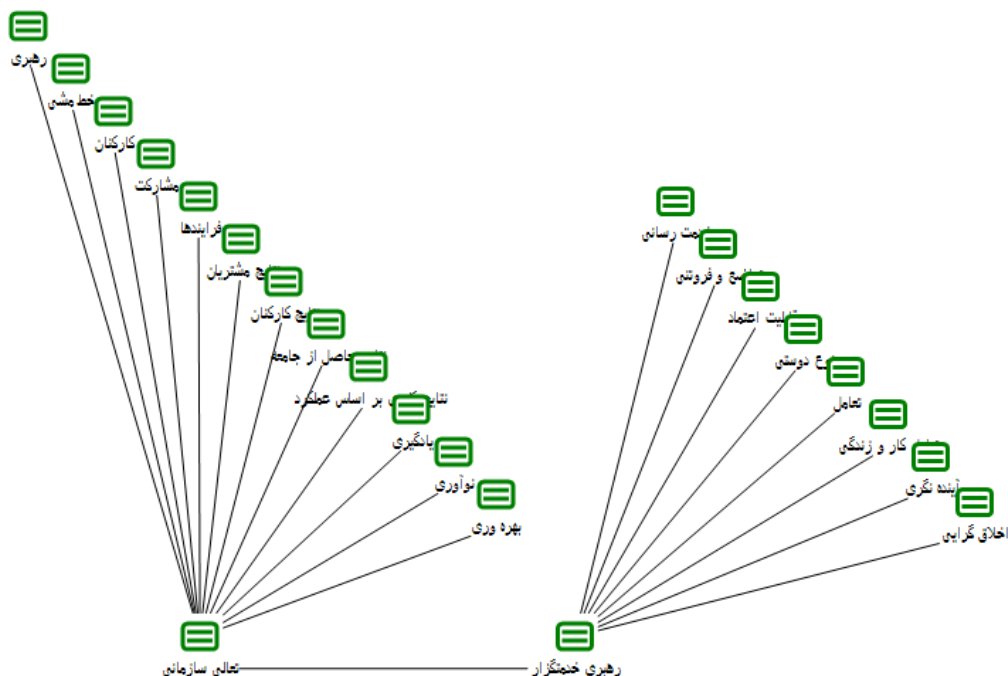 رهبری
خط مشی
کارکنان
مشارکت
فرایندها
مشتریان
کارکنان
حاصل از جامعه
بر اساس عملکرد
یادگیری
نوآوری
بهره وری
رسانی
و فروتنی
اعتماد
دوستی
تعامل
کار و زندگی
آینده نگری
اخلاق گرایی
تعالی سازمانی
رهبری خدمتگزار